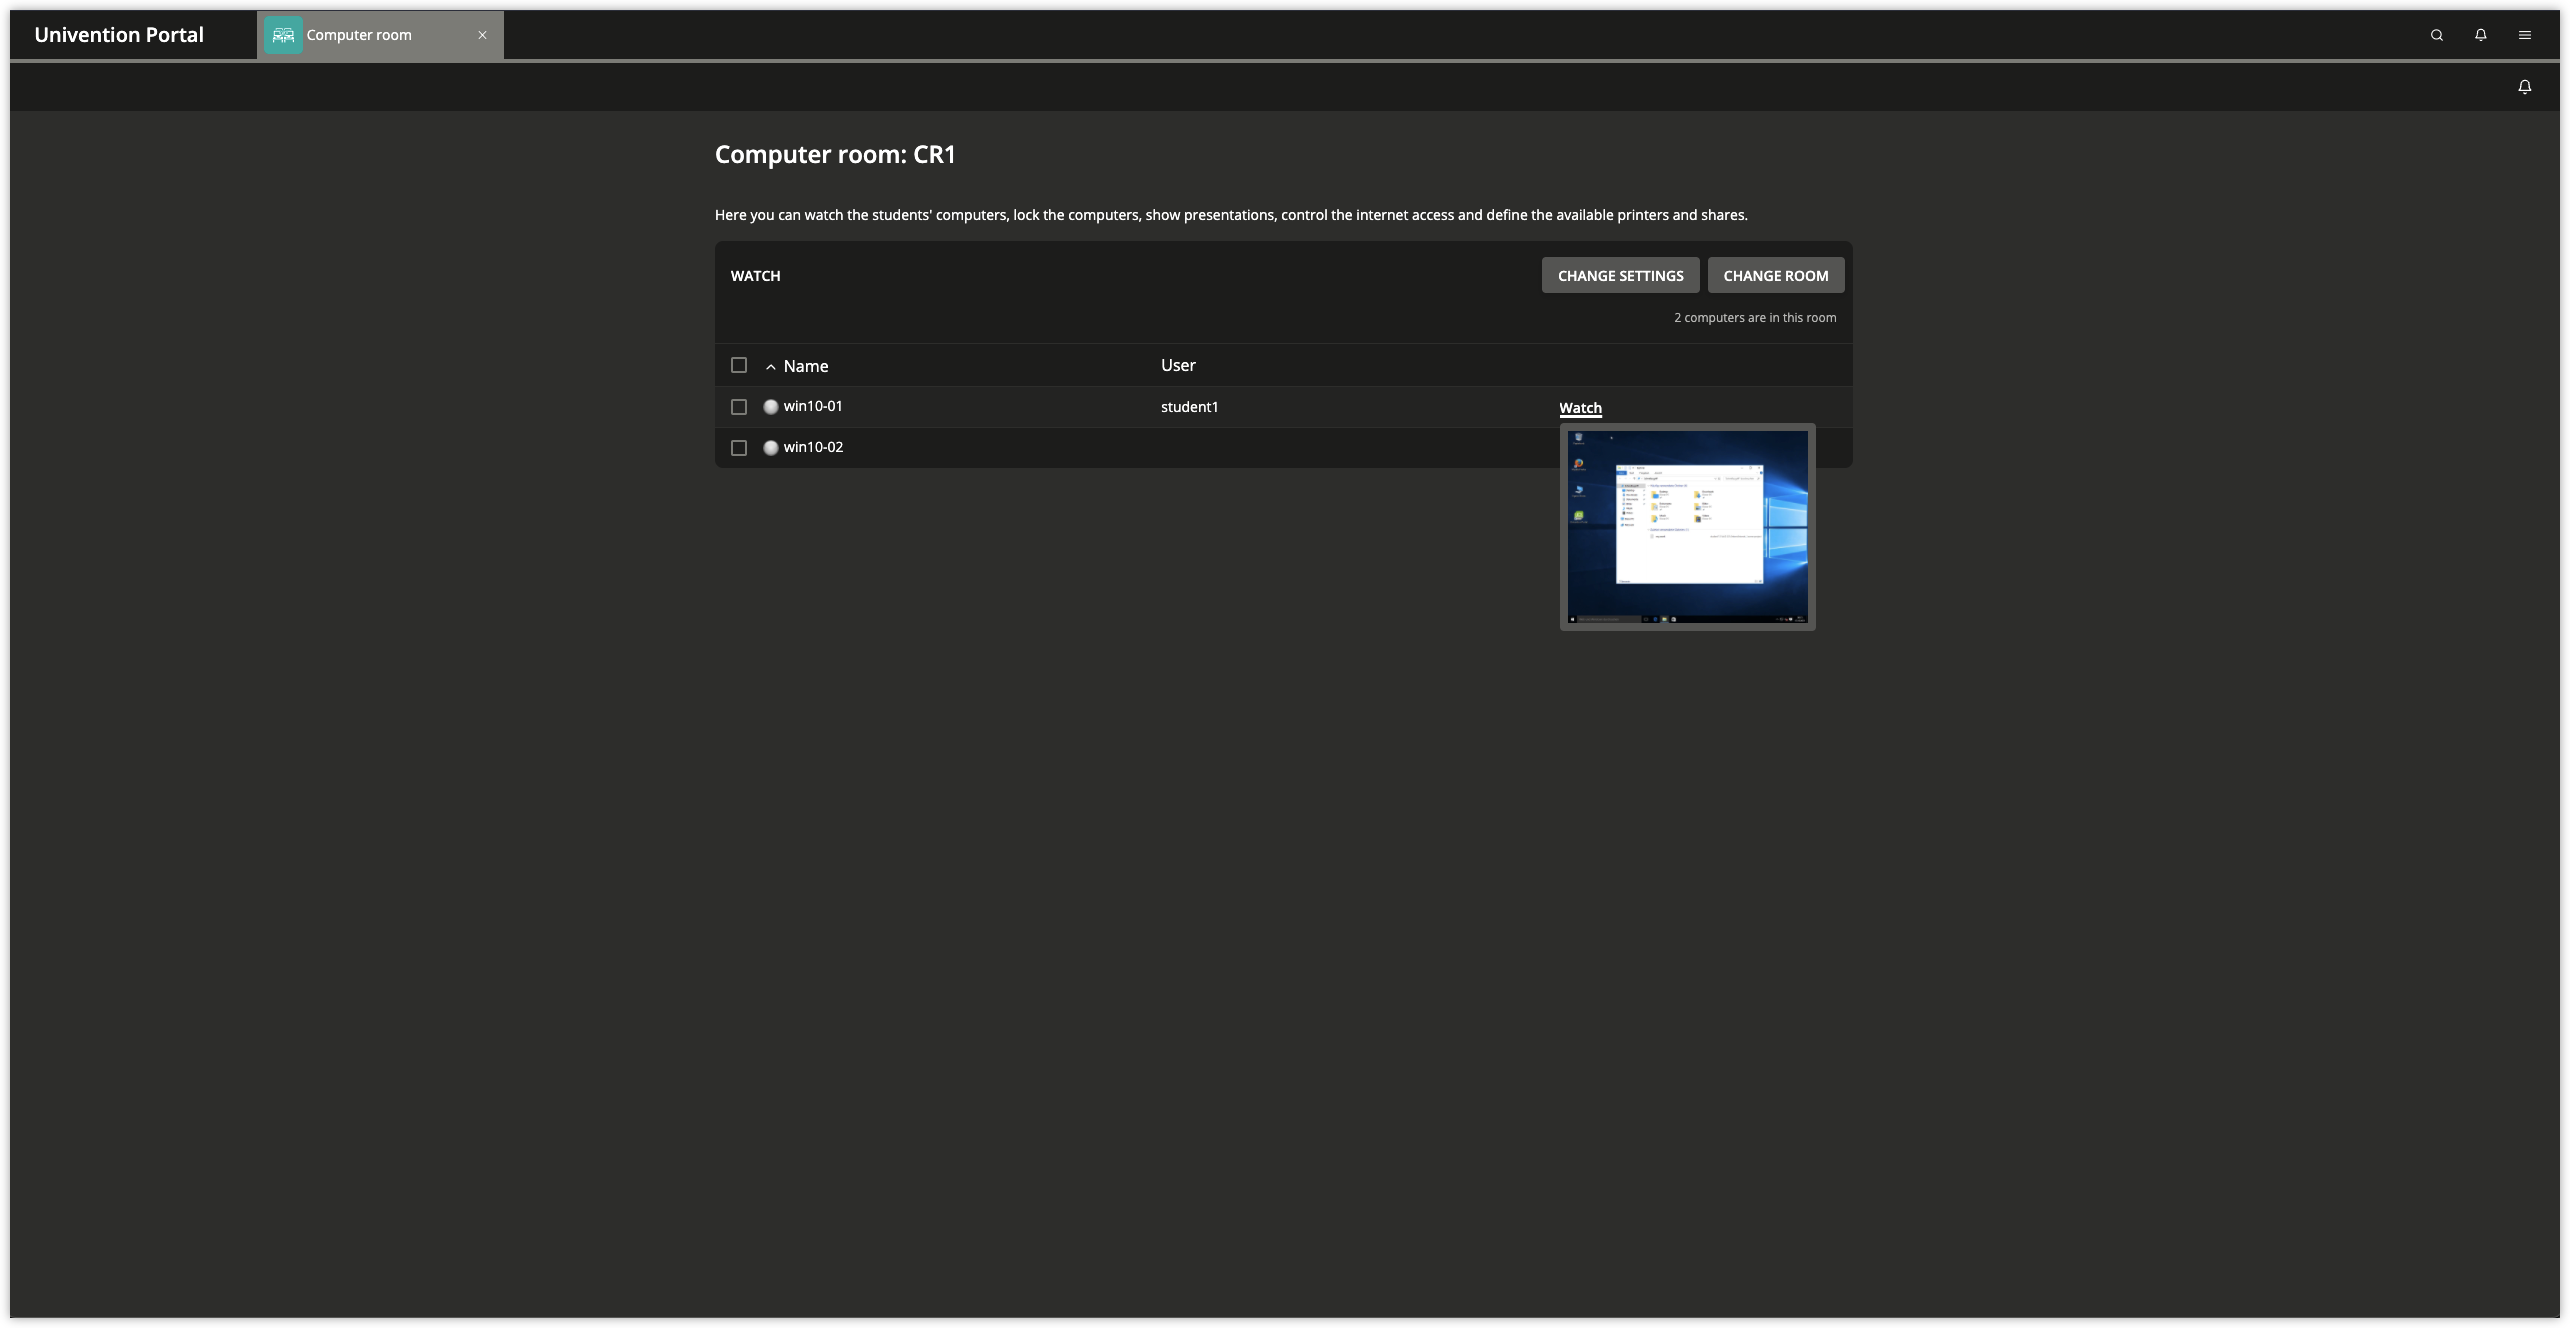 Univention Portal
Computer room
Computer room: CR1
Here you can watch the students' computers, lock the computers, show presentations, control the internet access and define the available printers and shares.
WATCH
CHANGE SETTINGS
CHANGE ROOM
2 computers are in this room
Name
User
win10-01
student1
Watch
win10-02